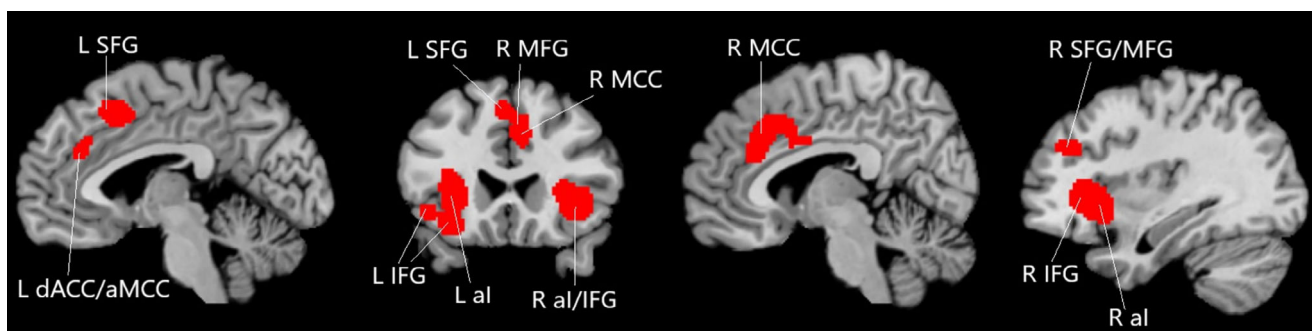 L SFG
L dACC/aMCC
L SFG
R MFG
R MCC
L IFG
L aI
R aI/IFG
R MCC
R SFG/MFG
R IFG
R aI